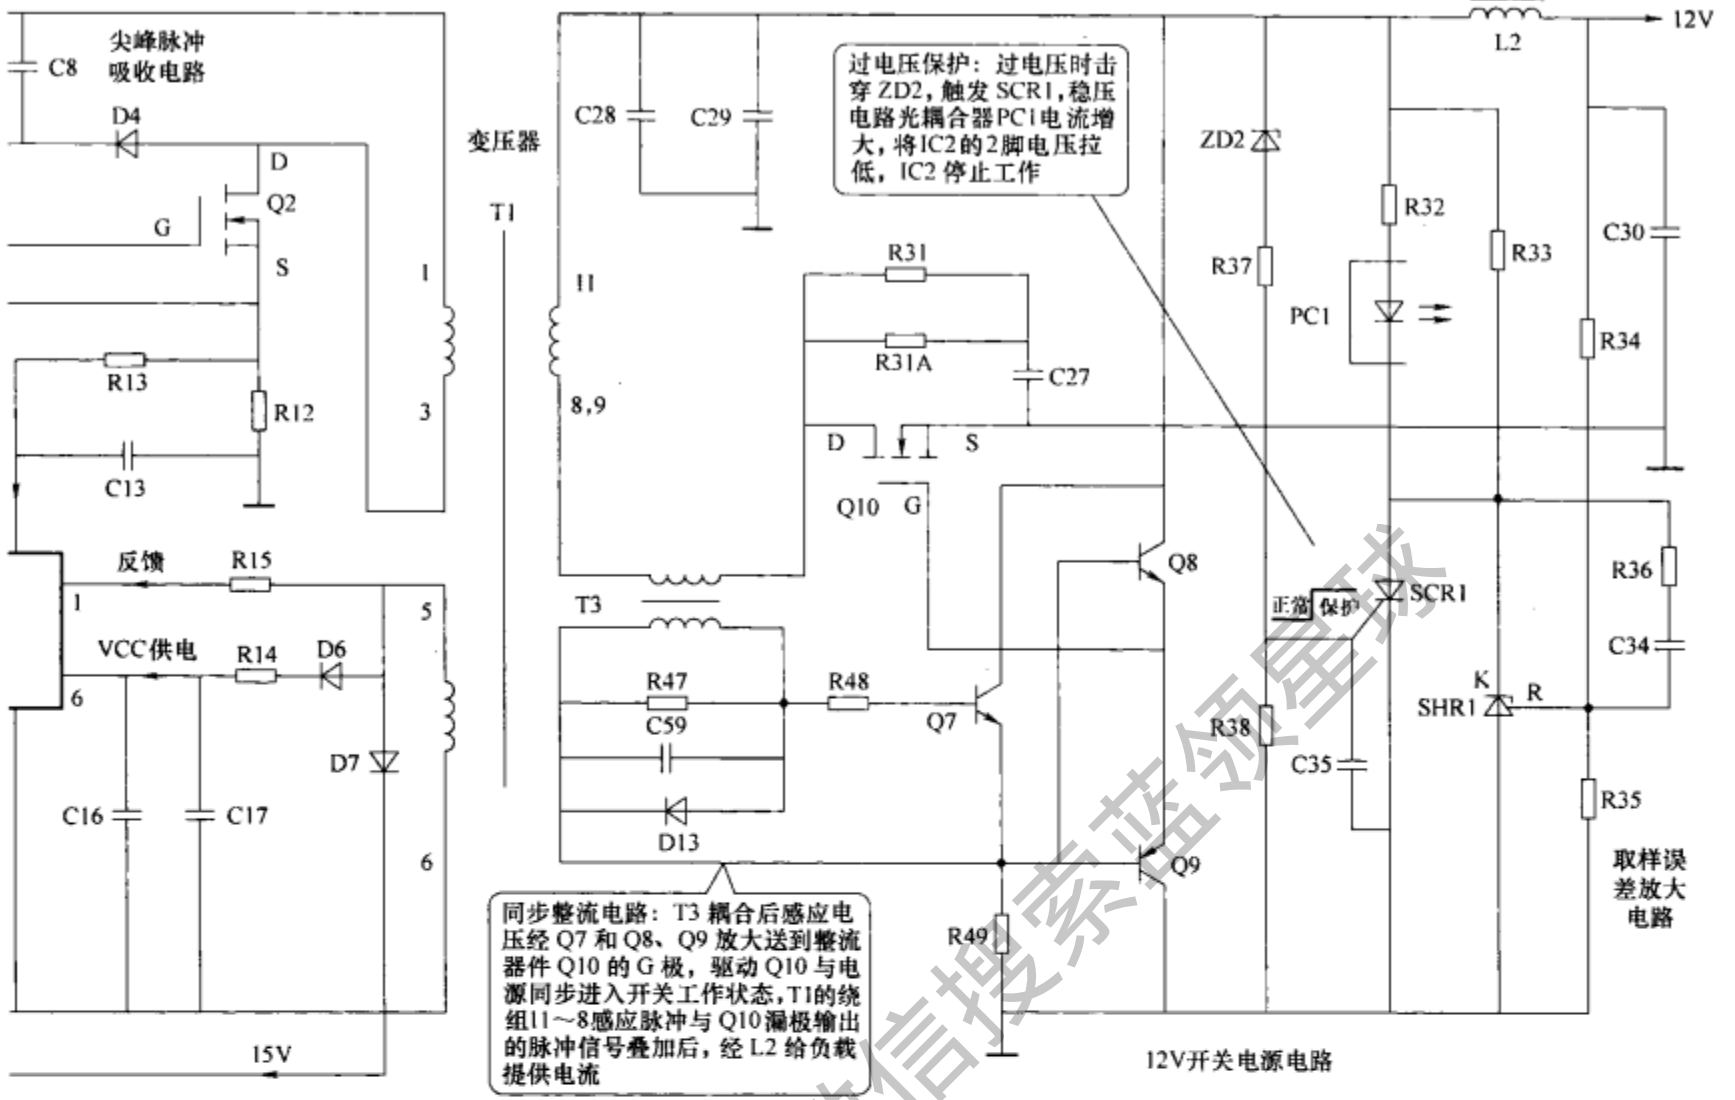 尖峰脉冲
吸收电路
C8
D4
D
Q2
G
S
R13
R12
C13
1
3
变压器
T1
11
8,9
C28
C29
过电压保护：过电压时击
穿 ZD2，触发 SCR1，稳压
电路光耦合器PC1电流增
大，将IC2的2脚电压拉
低，IC2 停止工作
L2
12V
ZD2
R37
R32
R33
C30
PC1
R34
R31
R31A
C27
D
S
Q10
G
Q8
反馈
R15
1
5
VCC供电
R14
D6
6
D7
C16
C17
6
15V
T3
R47
C59
D13
R48
Q7
Q9
R49
正常
保护
SCR1
R36
C34
K
R
SHR1
R38
C35
R35
取样误
差放大
电路
同步整流电路：T3 耦合后感应电
压经 Q7 和 Q8、Q9 放大送到整流
器件 Q10 的 G 极，驱动 Q10 与电
源同步进入开关工作状态，T1的绕
组11～8感应脉冲与 Q10漏极输出
的脉冲信号叠加后，经 L2 给负载
提供电流
12V开关电源电路
信搜索蓝领星球